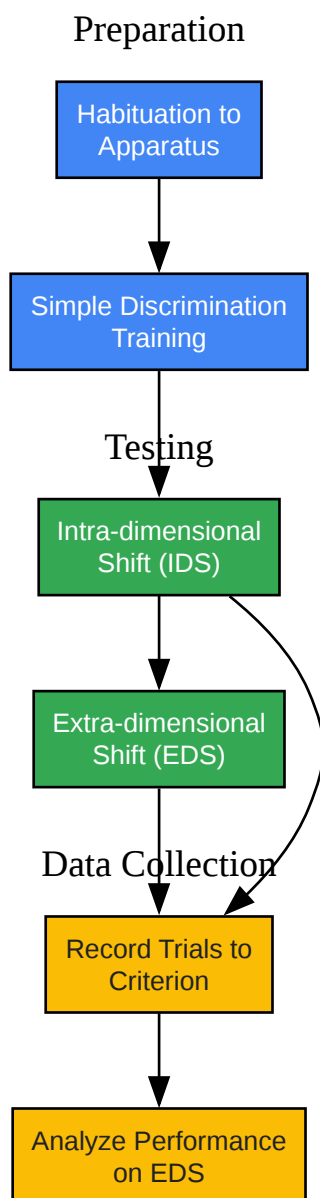 Preparation
Habituation to
Apparatus
Simple Discrimination
Training
Testing
Intra-dimensional
Shift (IDS)
Extra-dimensional
Shift (EDS)
Data Collection
Record Trials to
Criterion
Analyze Performance
on EDS